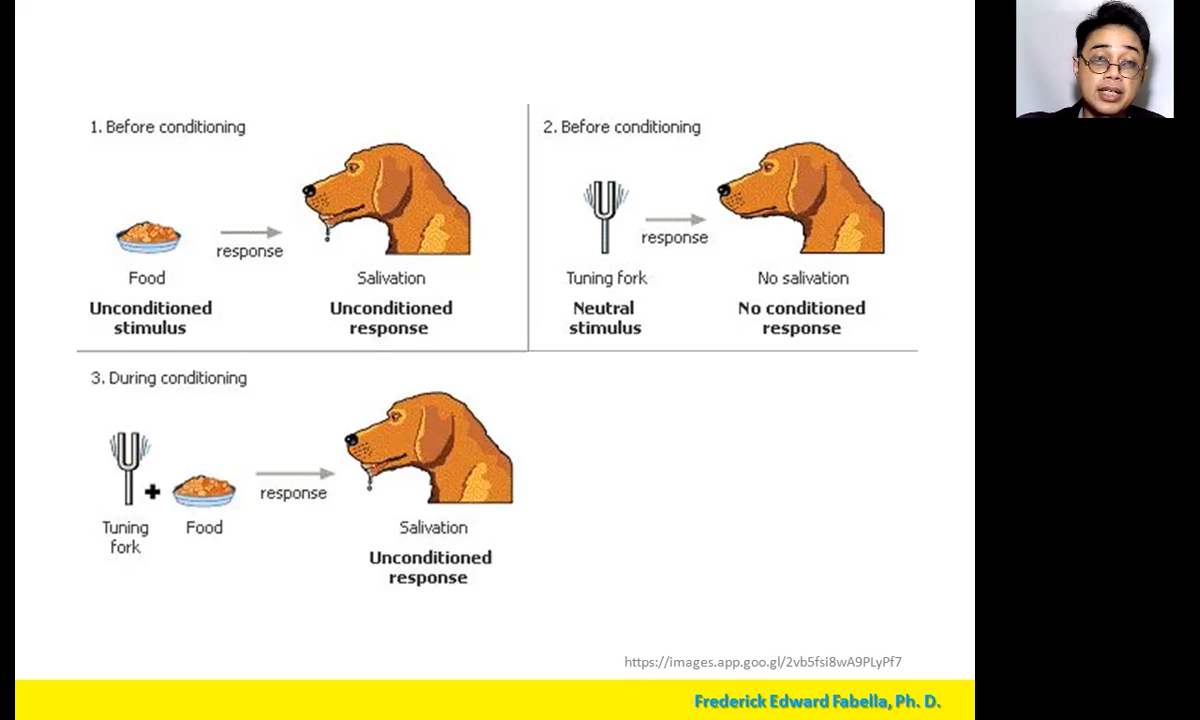 1. Before conditioning
response
Food
Salivation
Unconditioned
stimulus
Unconditioned
response
2. Before conditioning
response
Tuning fork
No salivation
Neutral
stimulus
No conditioned
response
3. During conditioning
+
response
Tuning
fork
Food
Salivation
Unconditioned
response
https://images.app.goo.gl/2vb5fsi8wA9PLyPf7
Frederick Edward Fabella, Ph. D.